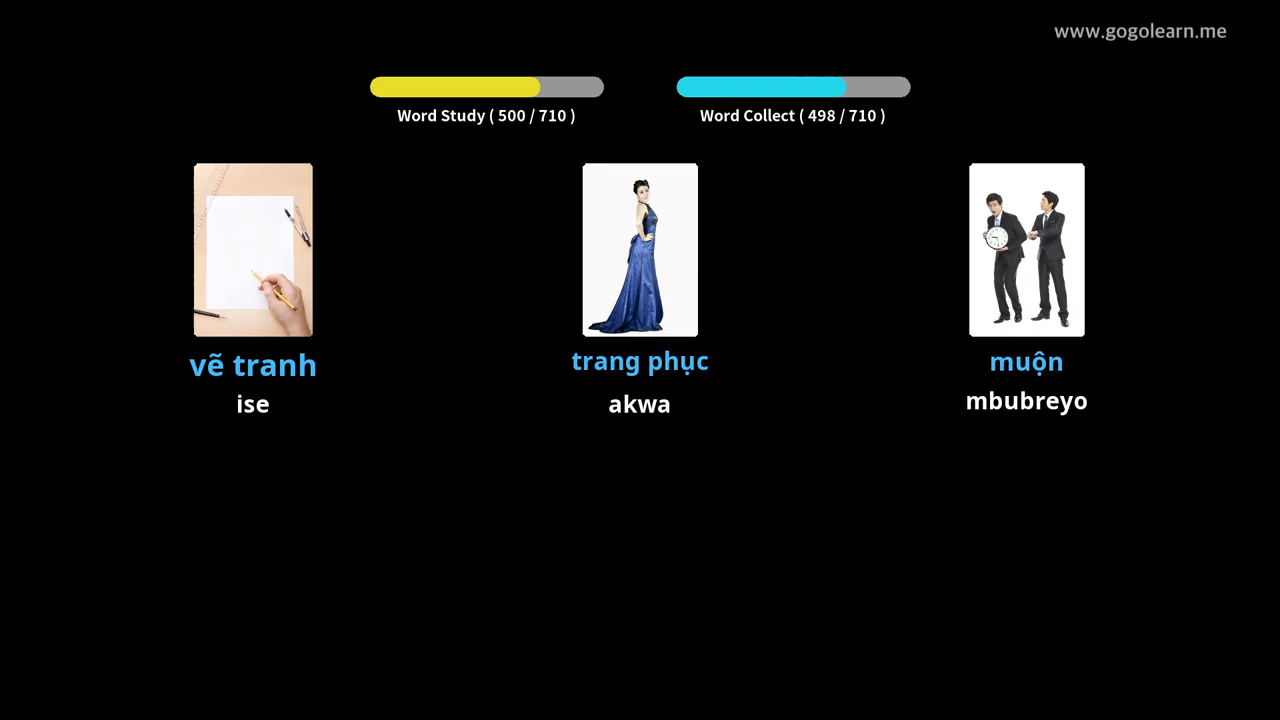 www.gogolearn.me
Word Study ( 500 / 710 )
Word Collect ( 498 / 710 )
vẽ tranh
ise
trang phục
akwa
muộn
mbubreyo